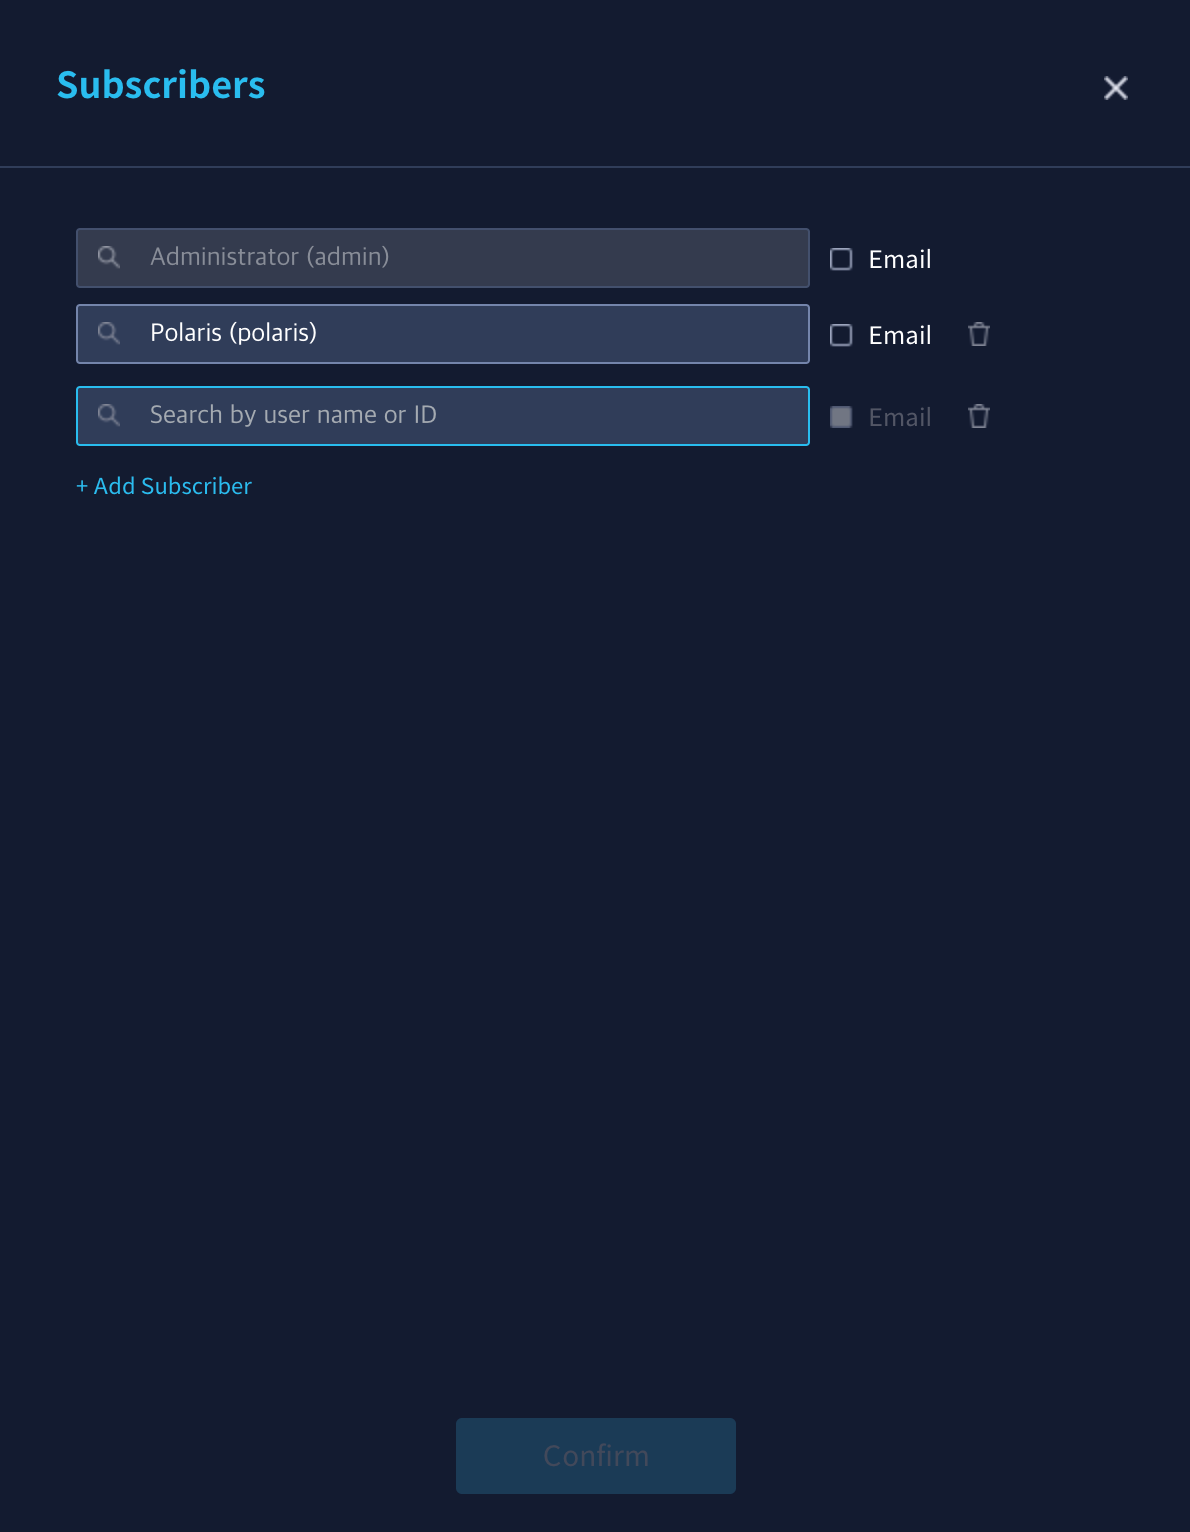 Subscribers
Administrator (admin) Email
Polaris (polaris) Email
Search by user name or ID Email
+ Add Subscriber
Confirm